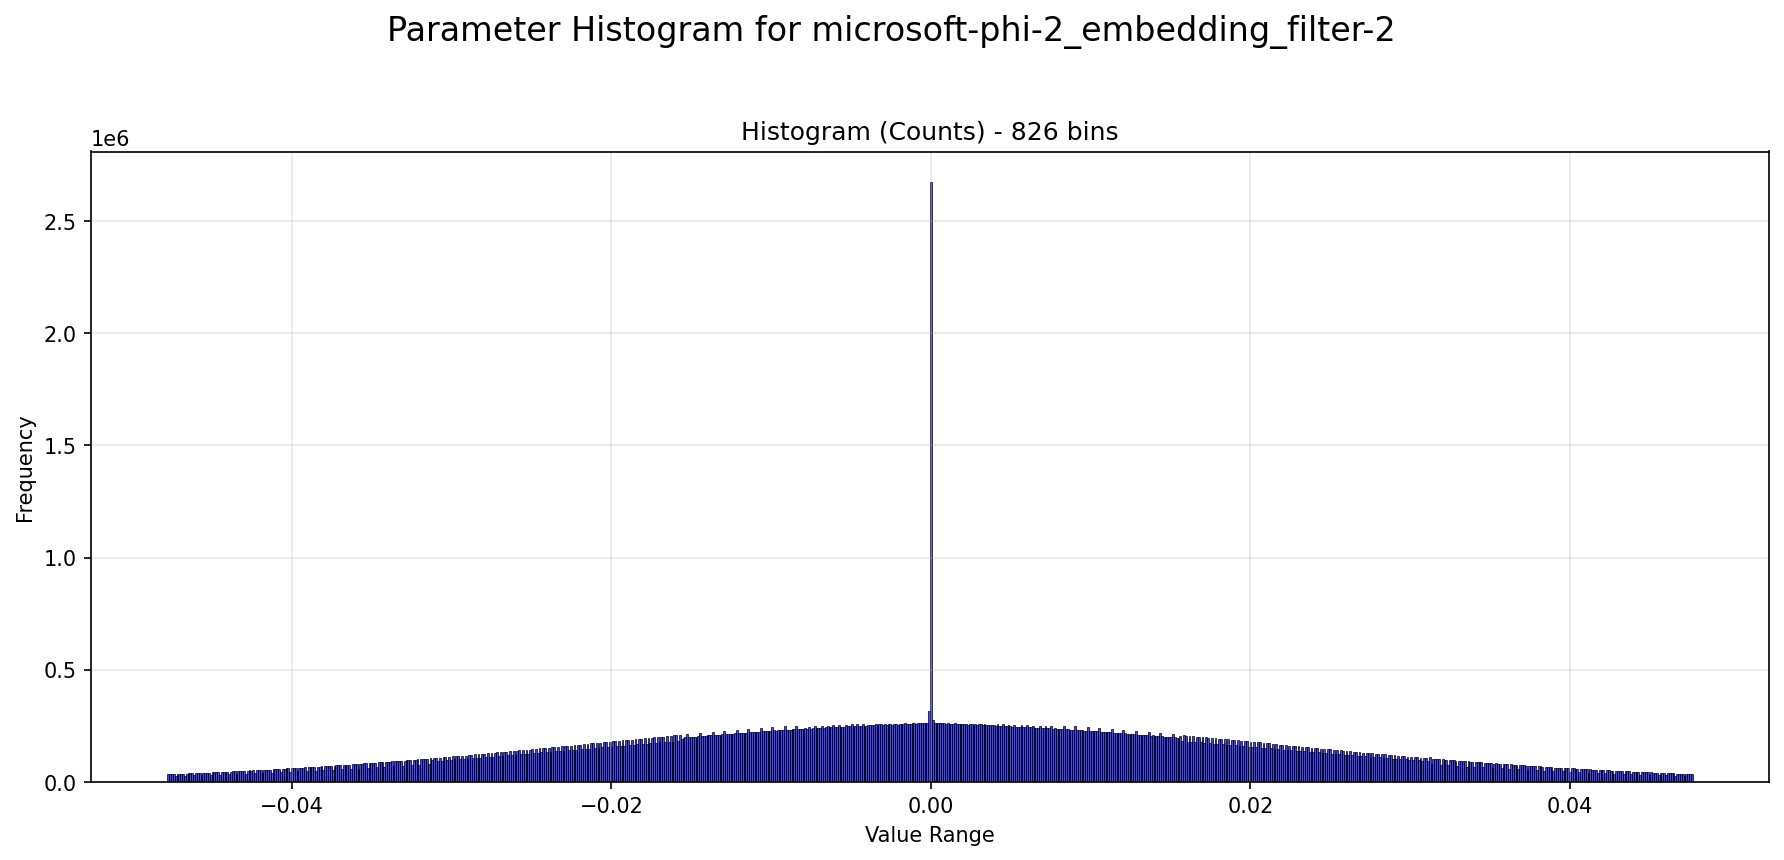 Parameter Histogram for microsoft-phi-2_embedding_filter-2
Histogram (Counts) - 826 bins
1e6
2.5
2.0
1.5
1.0
0.5
0.0
Frequency
−0.04
−0.02
0.00
0.02
0.04
Value Range